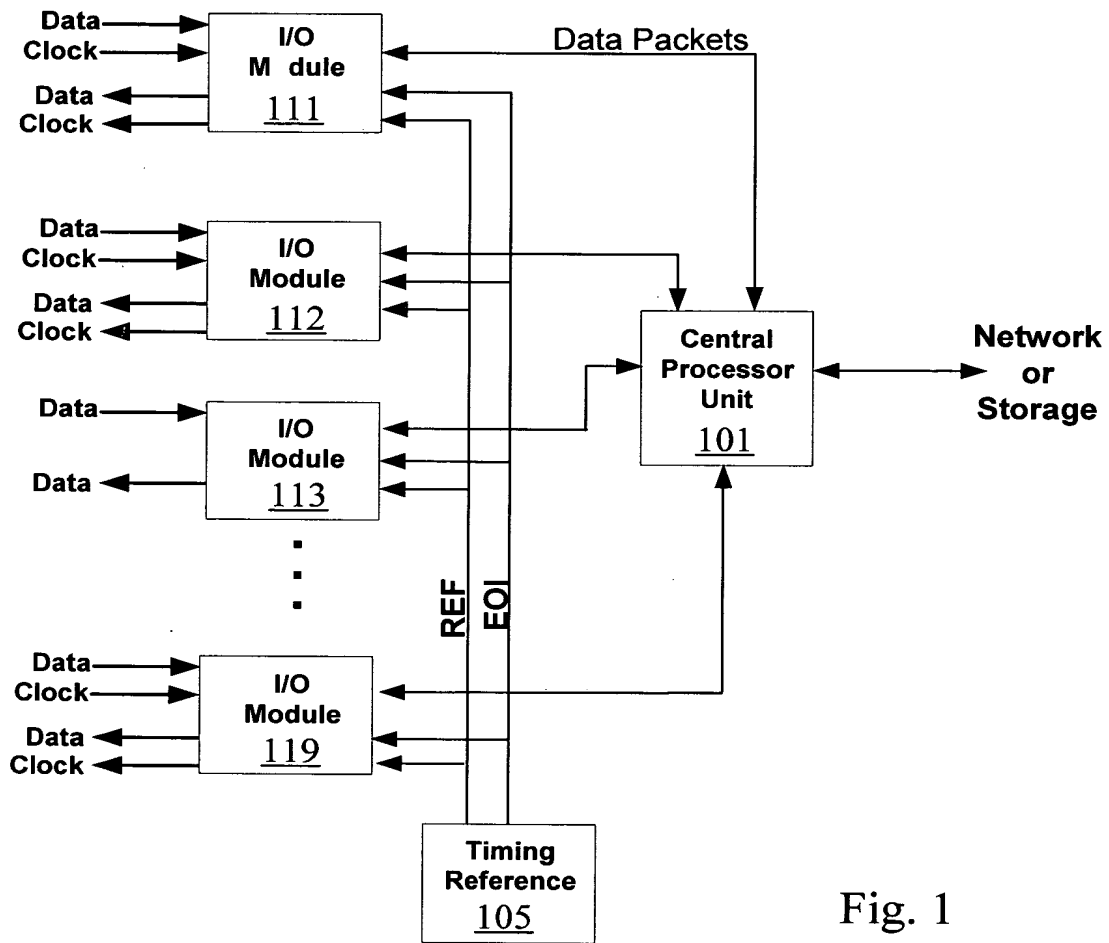 Data
Clock
Data
Clock
I/O
M dule
111
Data Packets
Data
Clock
Data
Clock
I/O
Module
112
Central
Processor
Unit
101
Network
or
Storage
Data
Data
I/O
Module
113
REF
EOI
Data
Clock
Data
Clock
I/O
Module
119
Timing
Reference
105
Fig. 1